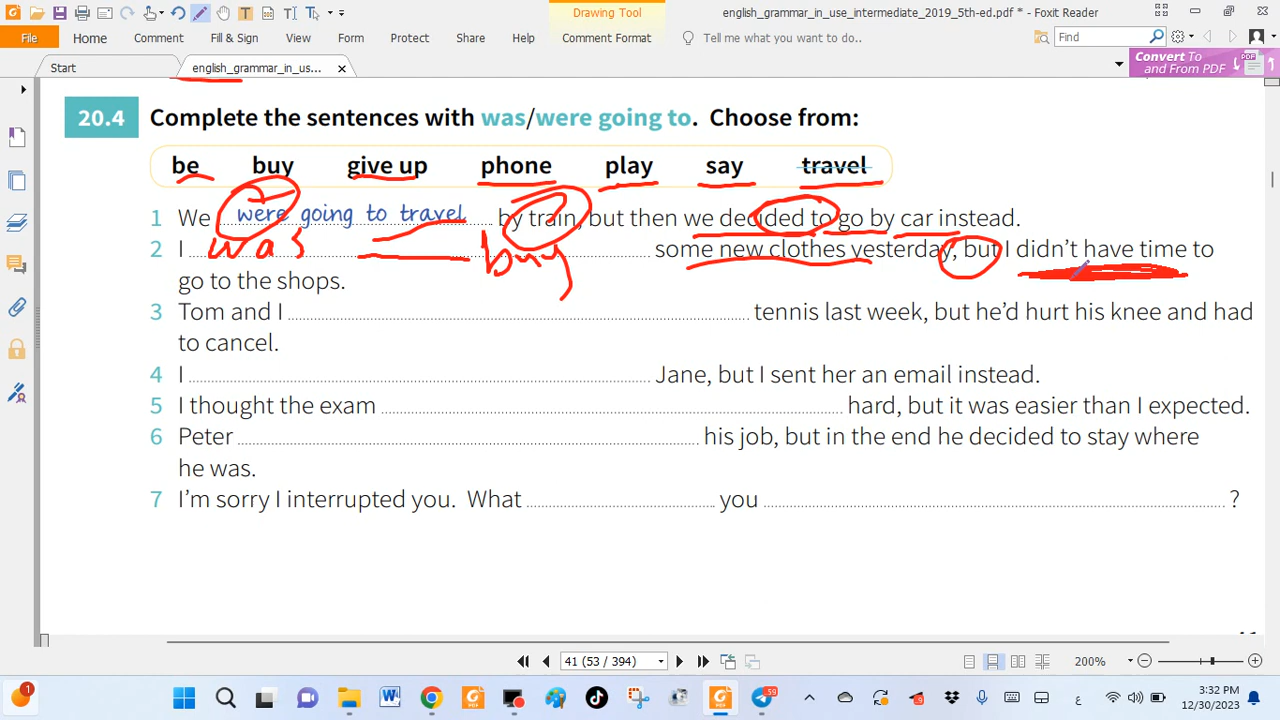 Drawing Tool
english_grammar_in_use_intermediate_2019_5th-ed.pdf * - Foxit Reader
File Home Comment Fill & Sign View Form Protect Share Help Comment Format Tell me what you want to do.. Find
Start english_grammar_in_us...
Convert To and From PDF
20.4 Complete the sentences with was/were going to. Choose from:
be buy give up phone play say travel
1 We were going to travel by train, but then we decided to go by car instead.
2 I was buy some new clothes yesterday, but I didn't have time to
go to the shops.
3 Tom and I ........ tennis last week, but he'd hurt his knee and had
to cancel.
4 I ........ Jane, but I sent her an email instead.
5 I thought the exam ........ hard, but it was easier than I expected.
6 Peter ........ his job, but in the end he decided to stay where
he was.
7 I'm sorry I interrupted you. What ........ you ........ ?
41 (53 / 394) 200%
1 59 ع 3:32 PM
12/30/2023